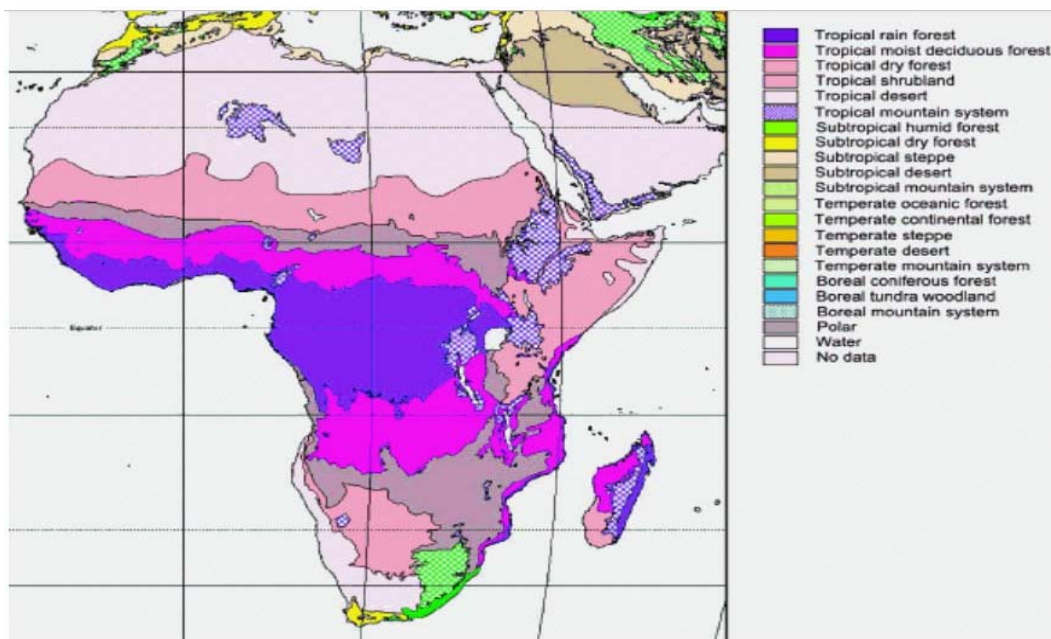 Tropical rain forest
Tropical moist deciduous forest
Tropical dry forest
Tropical shrubland
Tropical desert
Tropical mountain system
Subtropical humid forest
Subtropical dry forest
Subtropical steppe
Subtropical desert
Subtropical mountain system
Temperate oceanic forest
Temperate continental forest
Temperate steppe
Temperate desert
Temperate mountain system
Boreal coniferous forest
Boreal tundra woodland
Boreal mountain system
Polar
Water
No data
Equator